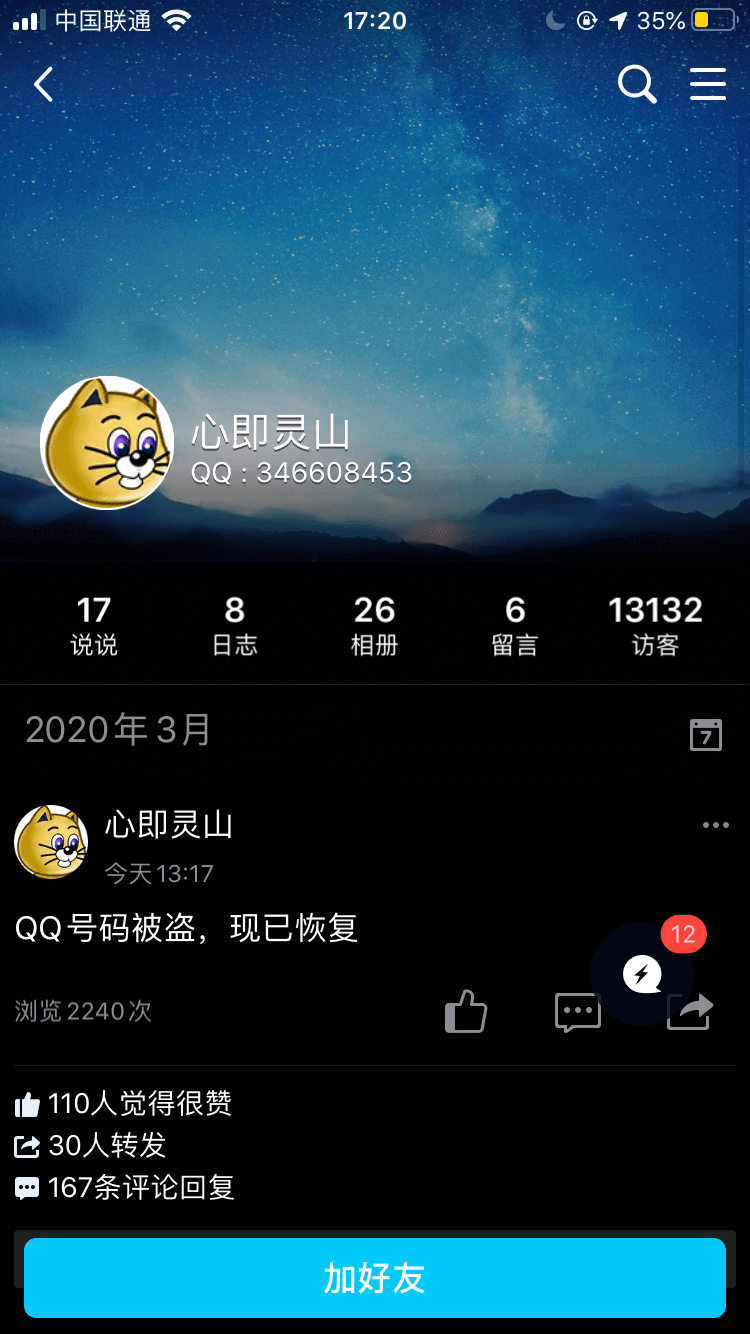 中国联通 17:20 35%
心即灵山
QQ：346608453
17 8 26 6 13132
说说 日志 相册 留言 访客
2020年3月 7
心即灵山
今天13:17
QQ号码被盗，现已恢复
12
浏览2240次
110人觉得很赞
30人转发
167条评论回复
加好友